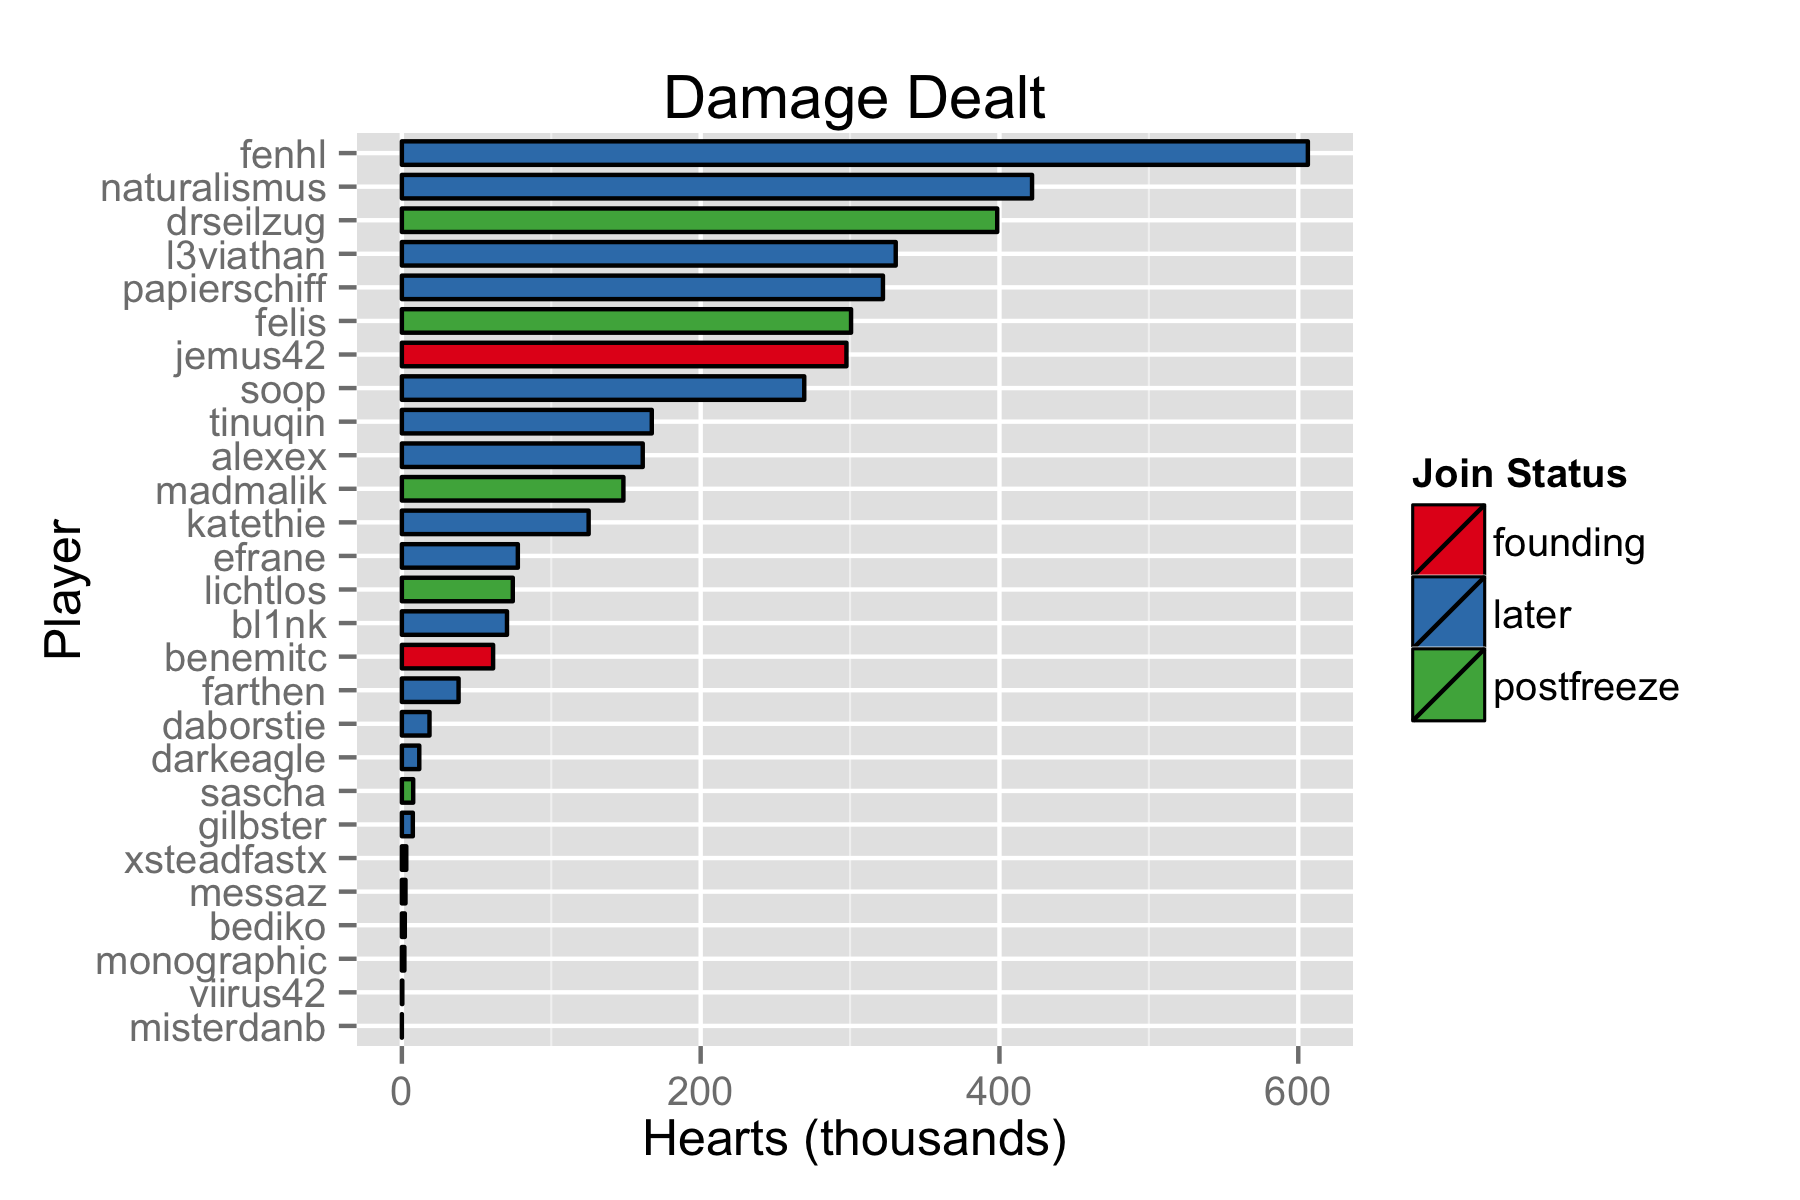 Damage Dealt
Player
fenhl
naturalismus
drseilzug
l3viathan
papierschiff
felis
jemus42
soop
tinuqin
alexex
madmalik
katethie
efrane
lichtlos
bl1nk
benemitc
farthen
daborstie
darkeagle
sascha
gilbster
xsteadfastx
messaz
bediko
monographic
viirus42
misterdanb
0 200 400 600
Hearts (thousands)
Join Status
founding
later
postfreeze